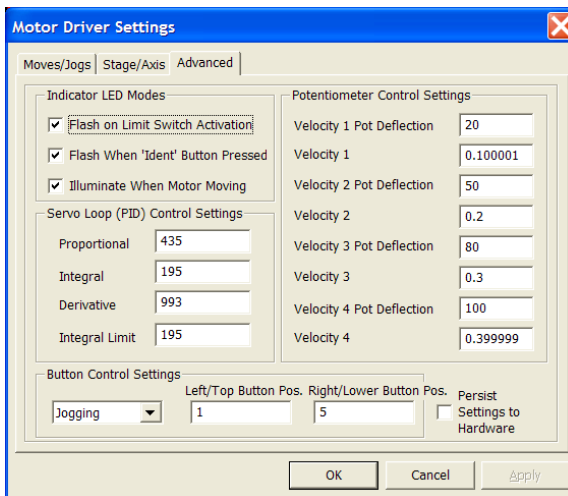 Motor Driver Settings
Moves/Jogs Stage/Axis Advanced
Indicator LED Modes
Flash on Limit Switch Activation
Flash When 'Ident' Button Pressed
Illuminate When Motor Moving
Servo Loop (PID) Control Settings
Proportional 435
Integral 195
Derivative 993
Integral Limit 195
Potentiometer Control Settings
Velocity 1 Pot Deflection 20
Velocity 1 0.100001
Velocity 2 Pot Deflection 50
Velocity 2 0.2
Velocity 3 Pot Deflection 80
Velocity 3 0.3
Velocity 4 Pot Deflection 100
Velocity 4 0.399999
Button Control Settings
Left/Top Button Pos. Right/Lower Button Pos.
Jogging 1 5
Persist
Settings to
Hardware
OK Cancel Apply